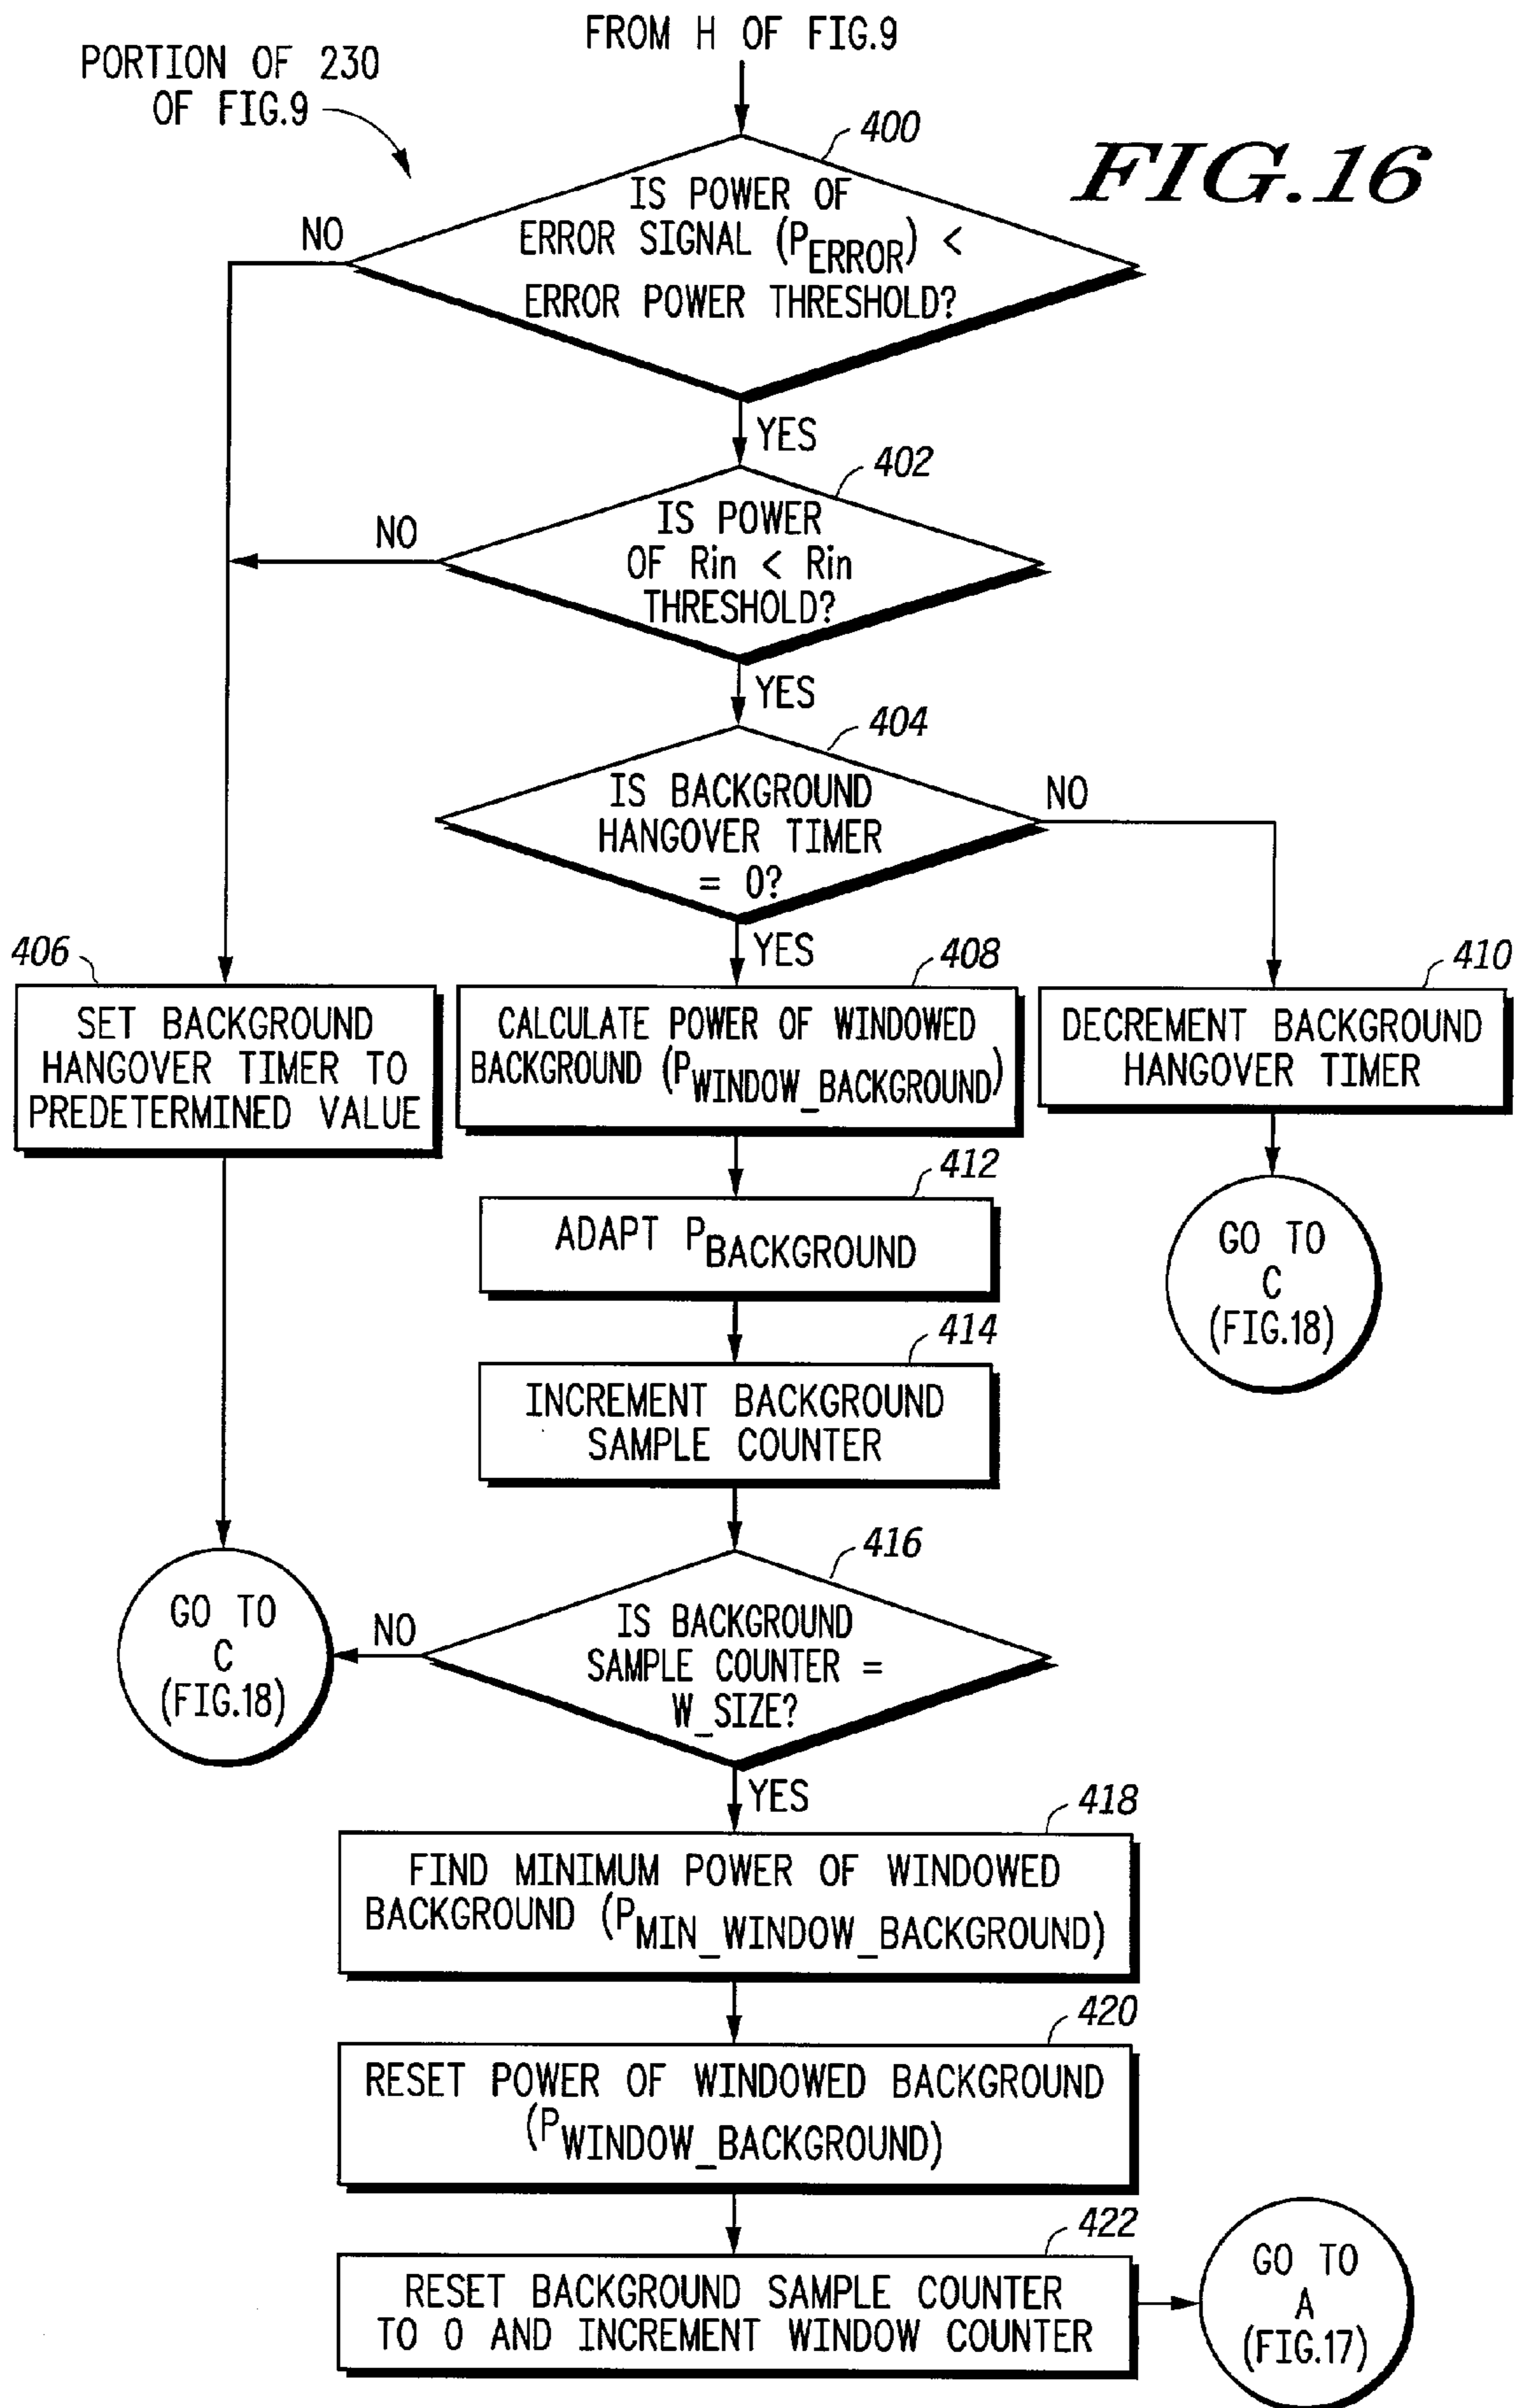 FROM H OF FIG.9
PORTION OF 230
OF FIG.9
FIG.16
400
IS POWER OF
ERROR SIGNAL (PERROR) <
ERROR POWER THRESHOLD?
NO
YES
402
IS POWER
OF Rin < Rin
THRESHOLD?
NO
YES
404
IS BACKGROUND
HANGOVER TIMER
= 0?
NO
YES
406
SET BACKGROUND
HANGOVER TIMER TO
PREDETERMINED VALUE
408
CALCULATE POWER OF WINDOWED
BACKGROUND (PWINDOW_BACKGROUND)
410
DECREMENT BACKGROUND
HANGOVER TIMER
412
ADAPT PBACKGROUND
GO TO
C
(FIG.18)
414
INCREMENT BACKGROUND
SAMPLE COUNTER
416
IS BACKGROUND
SAMPLE COUNTER =
W_SIZE?
NO
GO TO
C
(FIG.18)
YES
418
FIND MINIMUM POWER OF WINDOWED
BACKGROUND (PMIN_WINDOW_BACKGROUND)
420
RESET POWER OF WINDOWED BACKGROUND
(PWINDOW_BACKGROUND)
422
RESET BACKGROUND SAMPLE COUNTER
TO 0 AND INCREMENT WINDOW COUNTER
GO TO
A
(FIG.17)